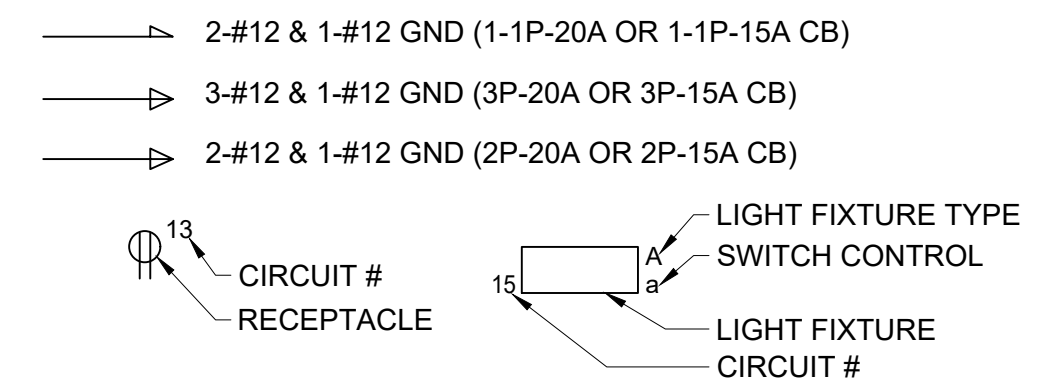 2-#12 & 1-#12 GND (1-1P-20A OR 1-1P-15A CB)
3-#12 & 1-#12 GND (3P-20A OR 3P-15A CB)
2-#12 & 1-#12 GND (2P-20A OR 2P-15A CB)
13
CIRCUIT #
RECEPTACLE
LIGHT FIXTURE TYPE
A
SWITCH CONTROL
15
a
LIGHT FIXTURE
CIRCUIT #